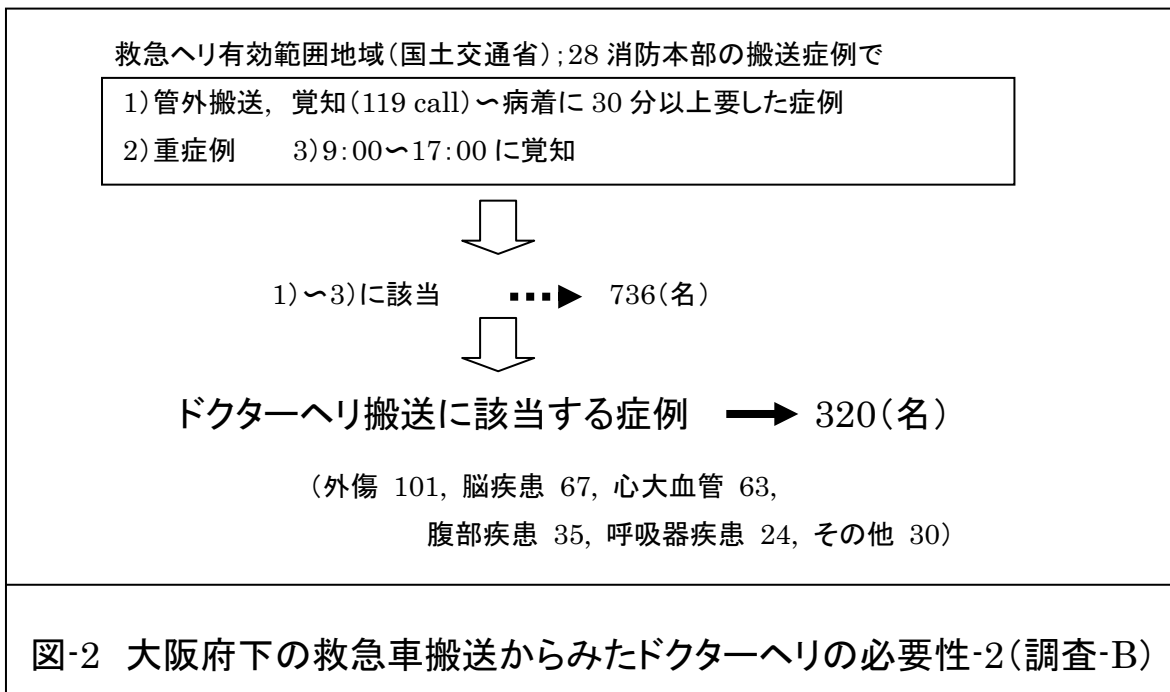 救急ヘリ有効範囲地域(国土交通省);28 消防本部の搬送症例で
1)管外搬送, 覚知(119 call)〜病着に 30 分以上要した症例
2)重症例 3)9:00〜17:00 に覚知
1)〜3)に該当 736(名)
ドクターヘリ搬送に該当する症例 320(名)
(外傷 101, 脳疾患 67, 心大血管 63,
腹部疾患 35, 呼吸器疾患 24, その他 30)
図-2 大阪府下の救急車搬送からみたドクターヘリの必要性-2(調査-B)